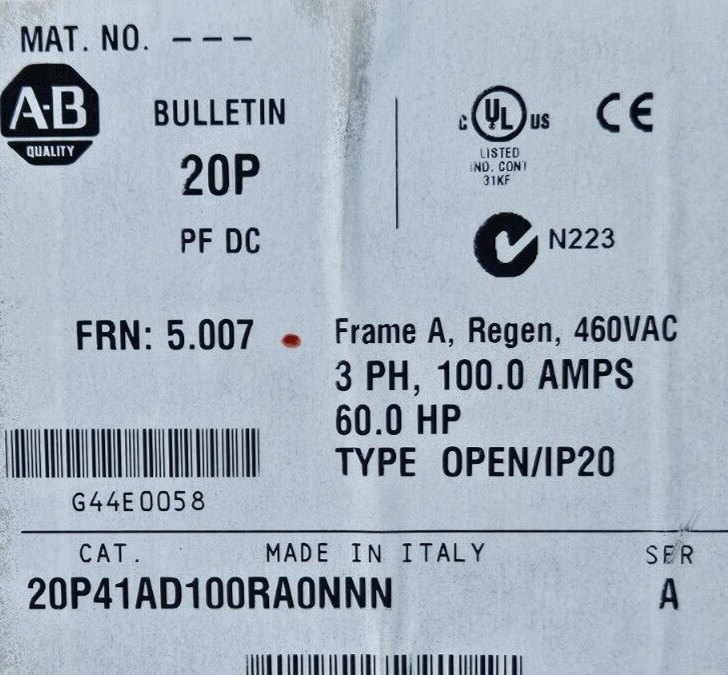 MAT. NO. ---
A-B
QUALITY
BULLETIN
20P
PF DC
C UL US
LISTED
IND. CONT
31KF
CE
N223
FRN: 5.007
Frame A, Regen, 460VAC
3 PH, 100.0 AMPS
60.0 HP
TYPE OPEN/IP20
G44E0058
CAT. MADE IN ITALY SER
20P41AD100RA0NNN A